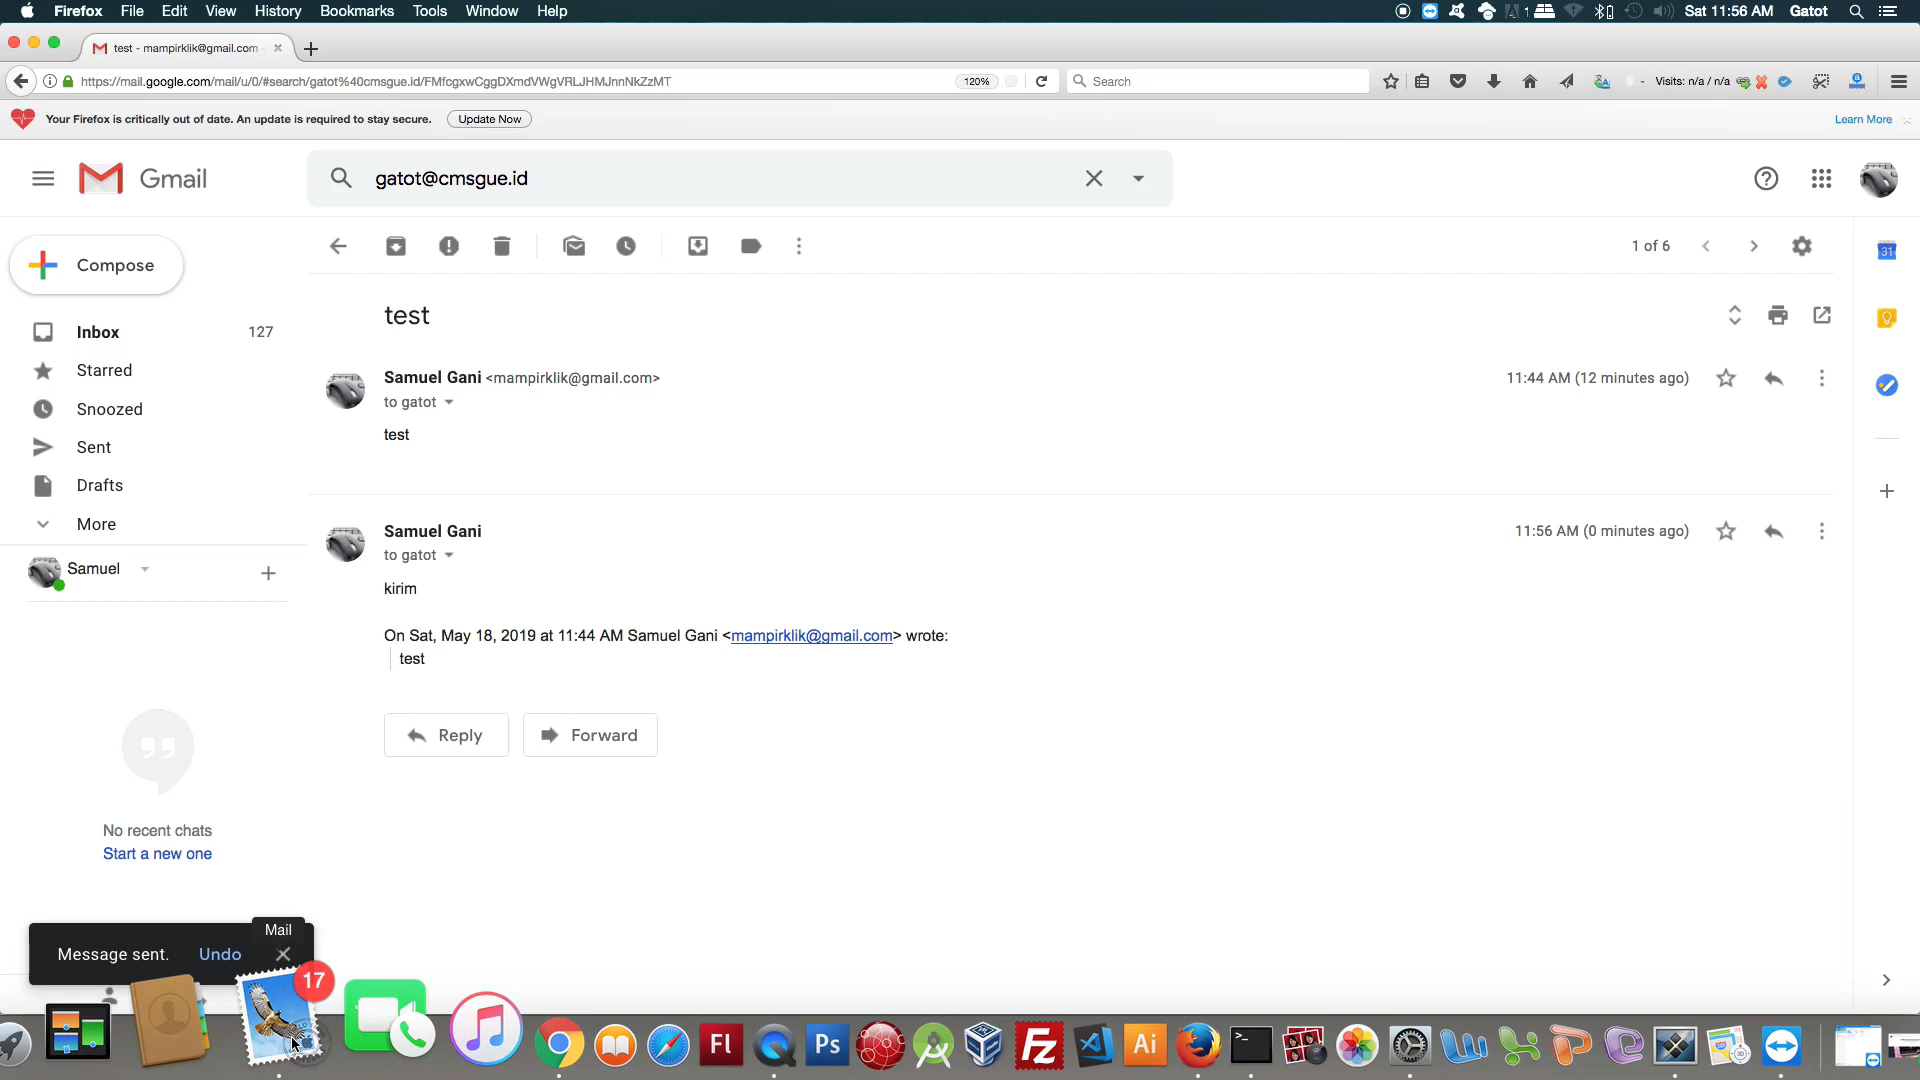 Firefox File Edit View History Bookmarks Tools Window Help
1 Sat 11:56 AM Gatot
test - mampirklik@gmail.com
https://mail.google.com/mail/u/0/#search/gatot%40cmsgue.id/FMfcgxwCggDXmdVWgVRLJHMJnnNkZzMT
120%
Search
Visits: n/a / n/a
Your Firefox is critically out of date. An update is required to stay secure. Update Now
Learn More
Gmail
gatot@cmsgue.id
Compose
1 of 6
31
Inbox 127
Starred
Snoozed
Sent
Drafts
More
Samuel
No recent chats
Start a new one
test
Samuel Gani <mampirklik@gmail.com>
11:44 AM (12 minutes ago)
to gatot
test
Samuel Gani
11:56 AM (0 minutes ago)
to gatot
kirim
On Sat, May 18, 2019 at 11:44 AM Samuel Gani <mampirklik@gmail.com> wrote:
test
Reply
Forward
Mail
Message sent. Undo
17
Fl
Ps
Fz
Ai